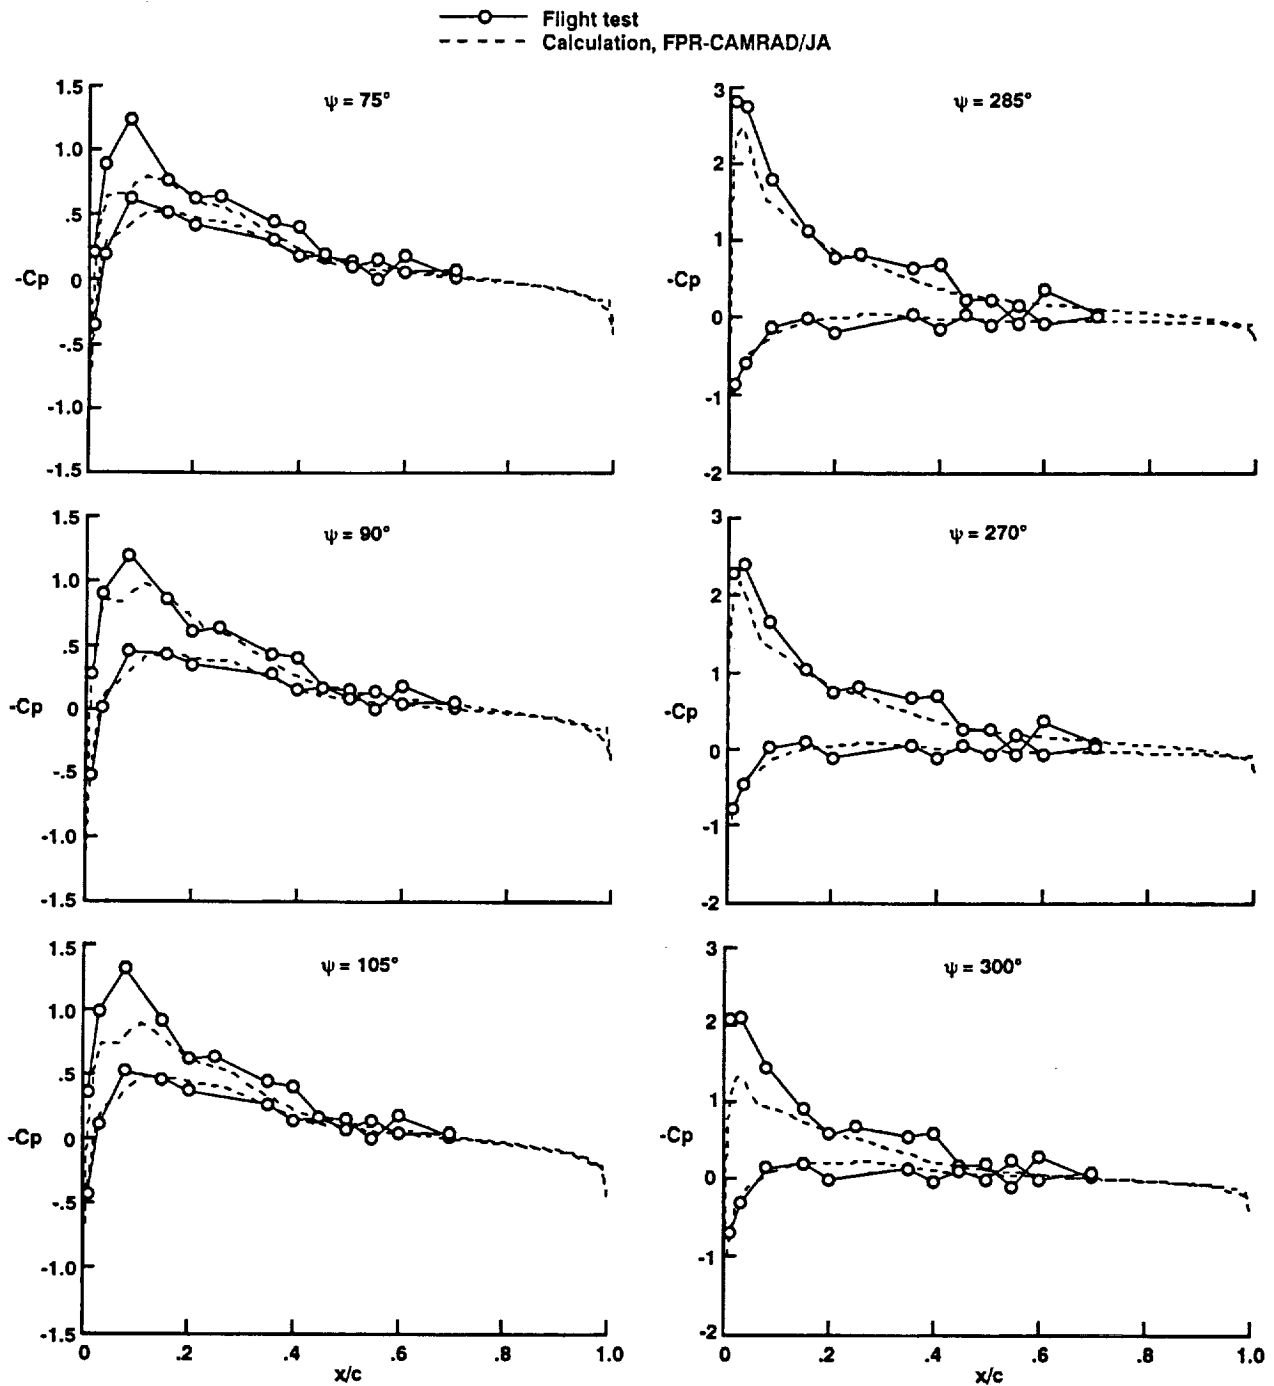 Flight test
Calculation, FPR-CAMRAD/JA
ψ = 75°
1.5
1.0
.5
0
-.5
-1.0
-1.5
-Cp
ψ = 285°
3
2
1
0
-1
-2
-Cp
ψ = 90°
1.5
1.0
.5
0
-.5
-1.0
-1.5
-Cp
ψ = 270°
3
2
1
0
-1
-2
-Cp
ψ = 105°
1.5
1.0
.5
0
-.5
-1.0
-1.5
-Cp
0 .2 .4 .6 .8 1.0
x/c
ψ = 300°
3
2
1
0
-1
-2
-Cp
0 .2 .4 .6 .8 1.0
x/c